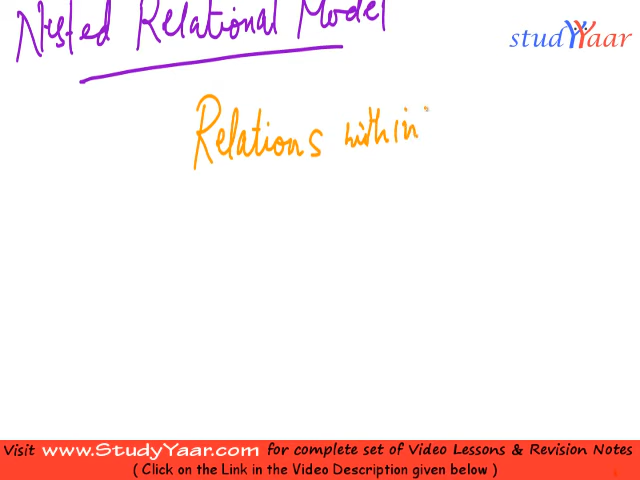 Nested Relational Model
studYYaar
Relations within
Visit www.StudyYaar.com for complete set of Video Lessons & Revision Notes
( Click on the Link in the Video Description given below )